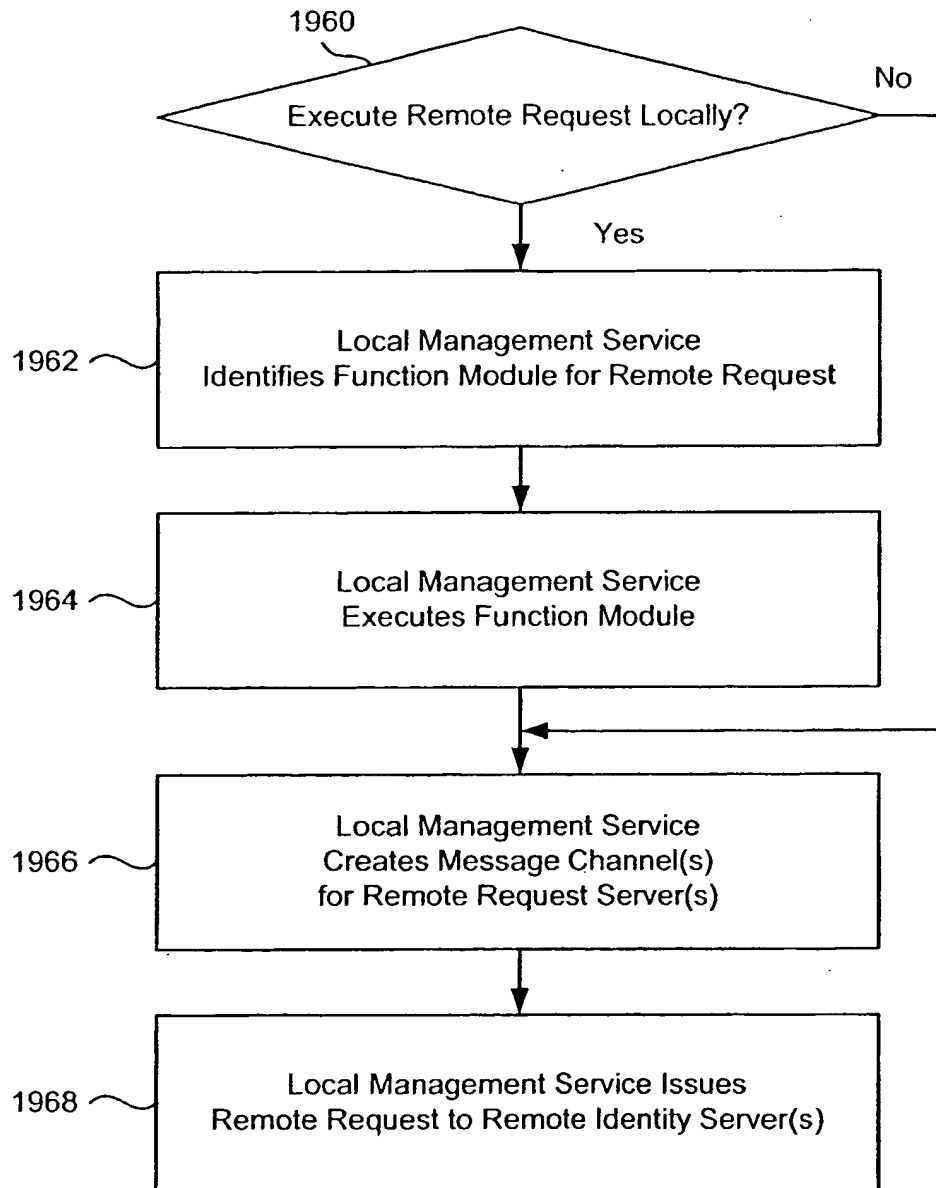 1960
No
Execute Remote Request Locally?
Yes
1962
Local Management Service
Identifies Function Module for Remote Request
1964
Local Management Service
Executes Function Module
1966
Local Management Service
Creates Message Channel(s)
for Remote Request Server(s)
1968
Local Management Service Issues
Remote Request to Remote Identity Server(s)